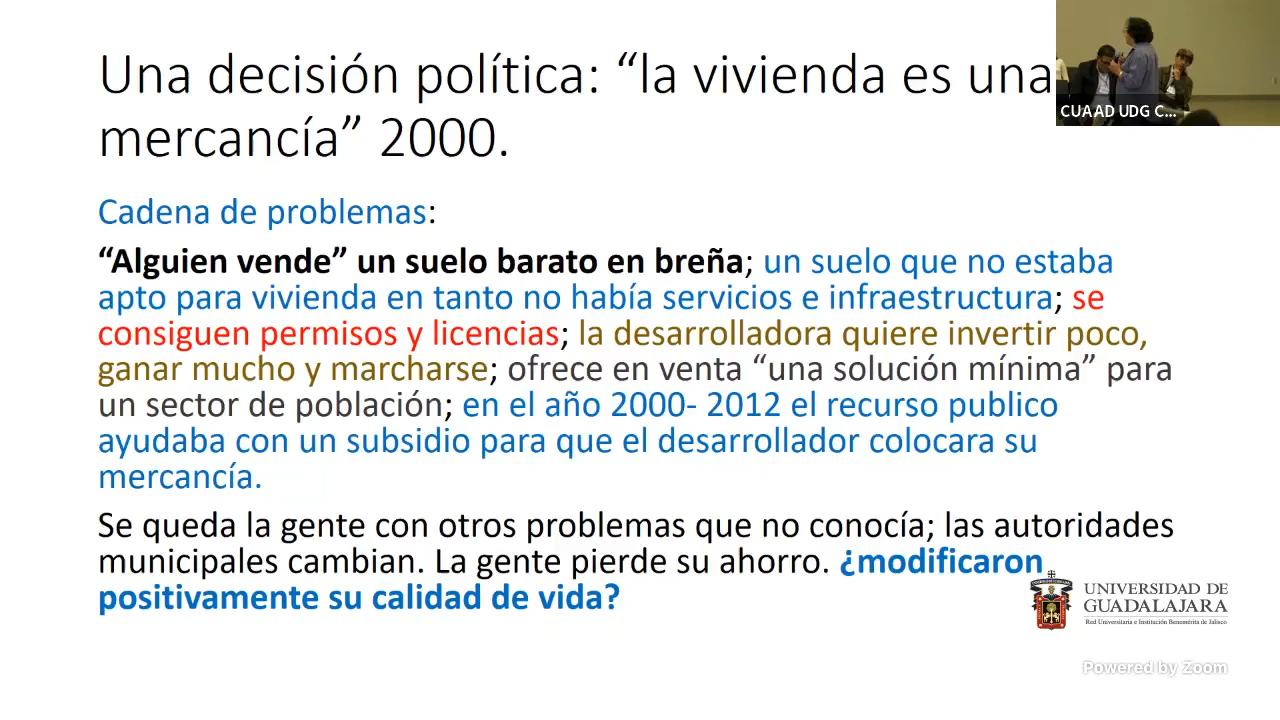 Una decisión política: “la vivienda es una
mercancía” 2000.
CUAAD UDG C...
Cadena de problemas:
“Alguien vende” un suelo barato en breña; un suelo que no estaba
apto para vivienda en tanto no había servicios e infraestructura; se
consiguen permisos y licencias; la desarrolladora quiere invertir poco,
ganar mucho y marcharse; ofrece en venta “una solución mínima” para
un sector de población; en el año 2000- 2012 el recurso publico
ayudaba con un subsidio para que el desarrollador colocara su
mercancía.
Se queda la gente con otros problemas que no conocía; las autoridades
municipales cambian. La gente pierde su ahorro. ¿modificaron
positivamente su calidad de vida?
UNIVERSIDAD DE
GUADALAJARA
Red Universitaria e Institución Benemérita de Jalisco
Powered by Zoom